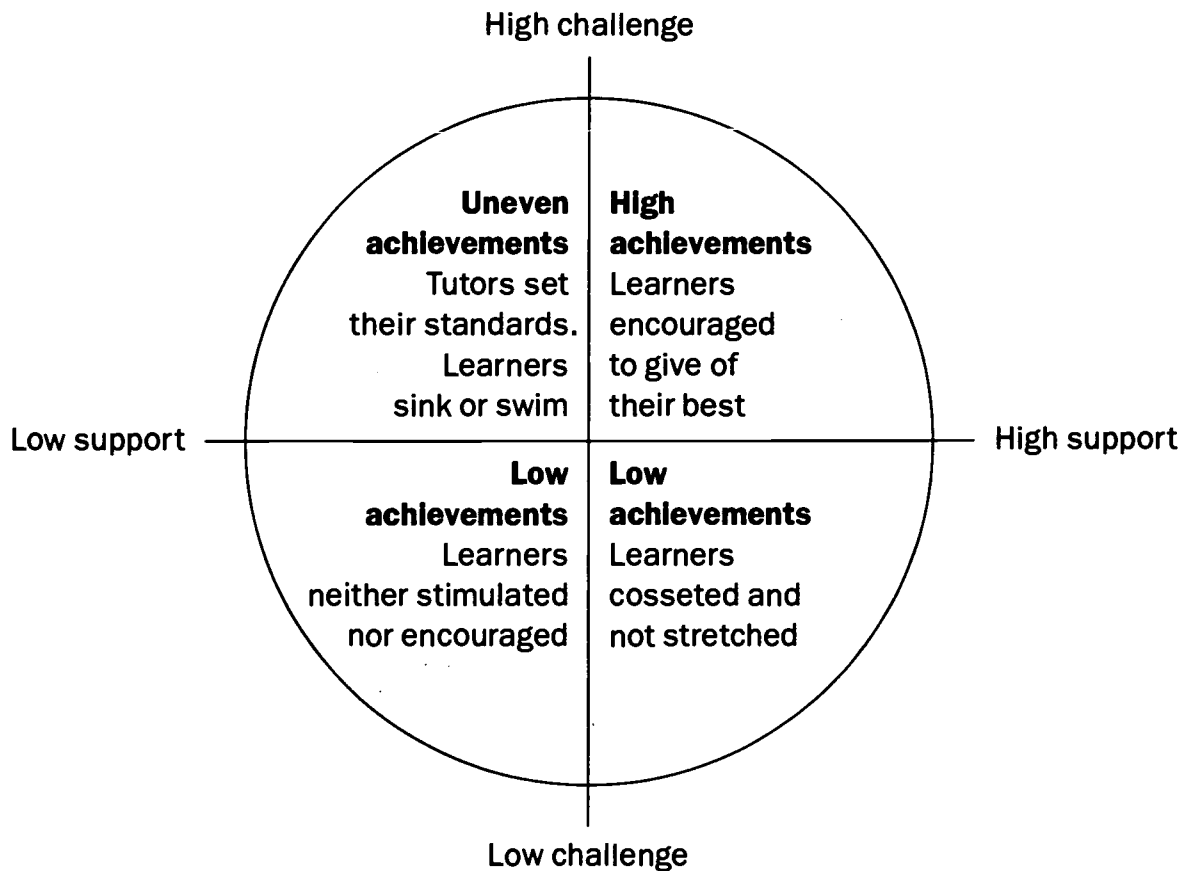 High challenge
Uneven
achievements
Tutors set
their standards.
Learners
sink or swim
High
achievements
Learners
encouraged
to give of
their best
Low support
High support
Low
achievements
Learners
neither stimulated
nor encouraged
Low
achievements
Learners
cosseted and
not stretched
Low challenge